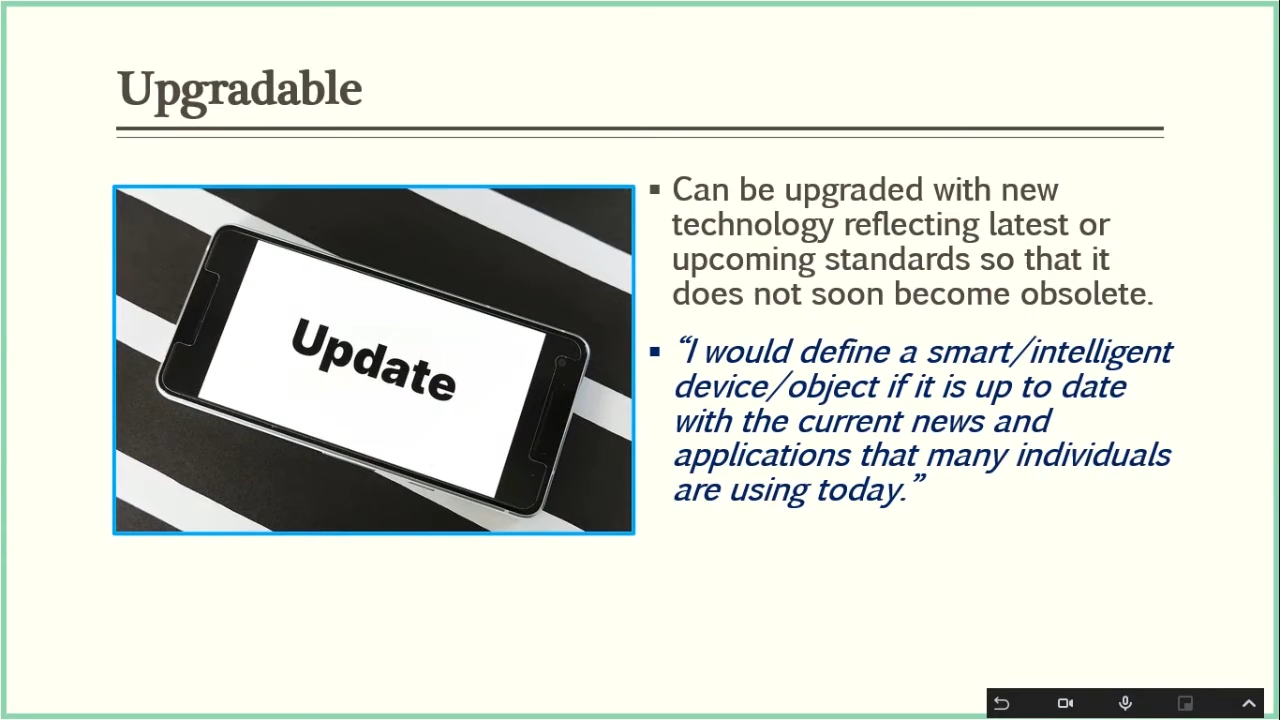 Upgradable
Update
Can be upgraded with new
technology reflecting latest or
upcoming standards so that it
does not soon become obsolete.
“I would define a smart/intelligent
device/object if it is up to date
with the current news and
applications that many individuals
are using today.”